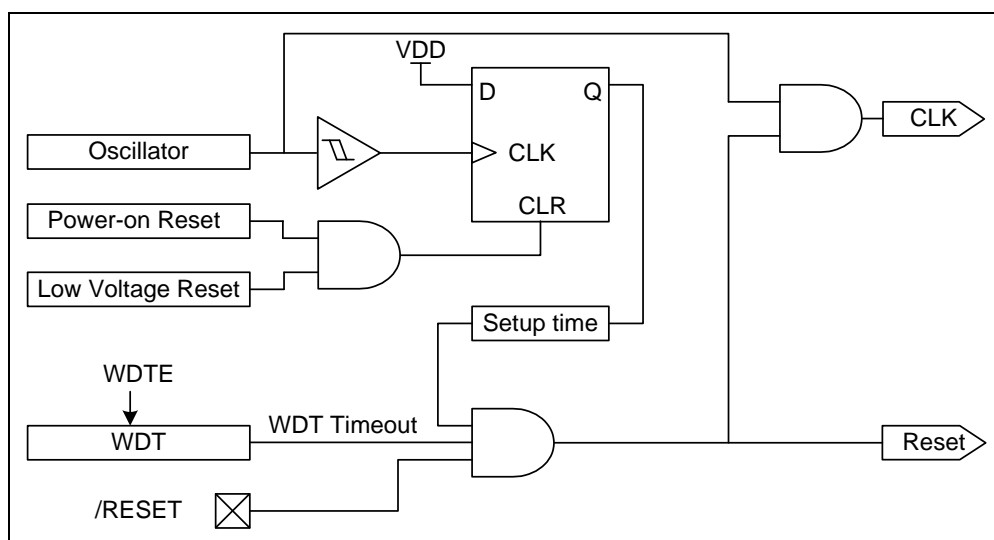 VDD
D
Q
CLK
Oscillator
CLK
CLR
Power-on Reset
Low Voltage Reset
Setup time
WDTE
WDT Timeout
WDT
Reset
/RESET